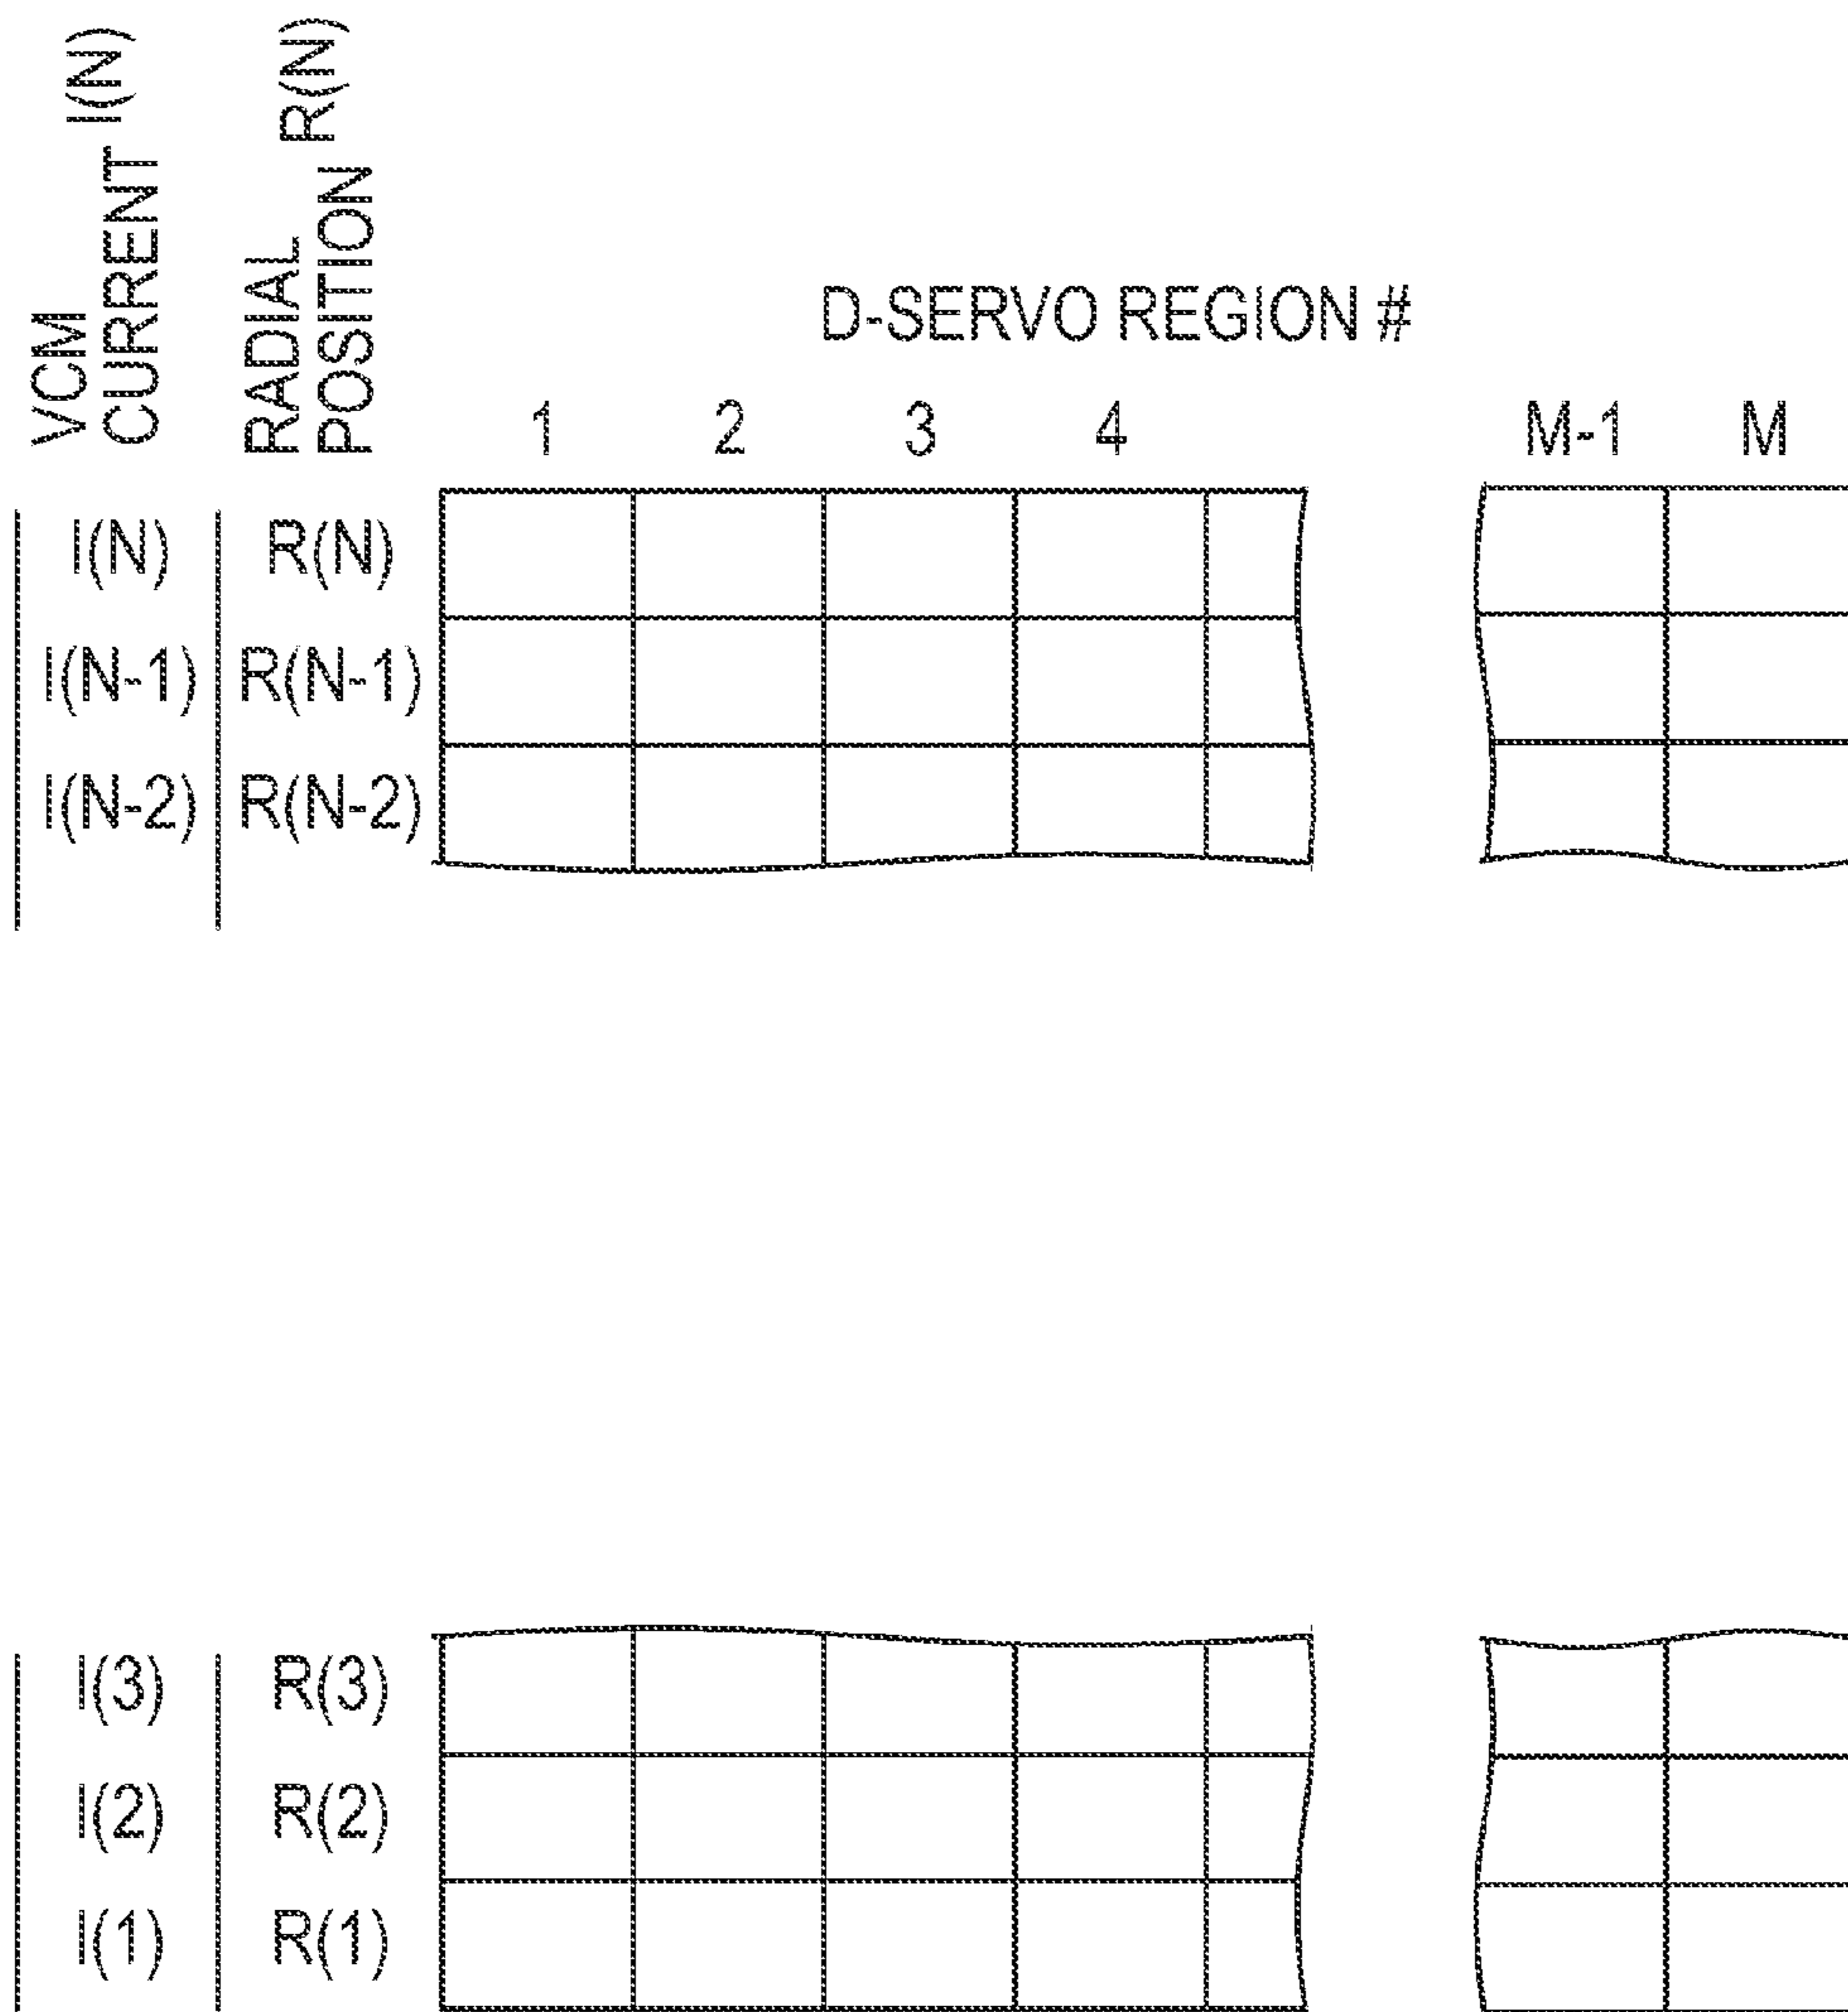 VCM
CURRENT I(N)
RADIAL
POSITION R(N)
D-SERVO REGION #
1 2 3 4 M-1 M
I(N) R(N)
I(N-1) R(N-1)
I(N-2) R(N-2)
I(3) R(3)
I(2) R(2)
I(1) R(1)